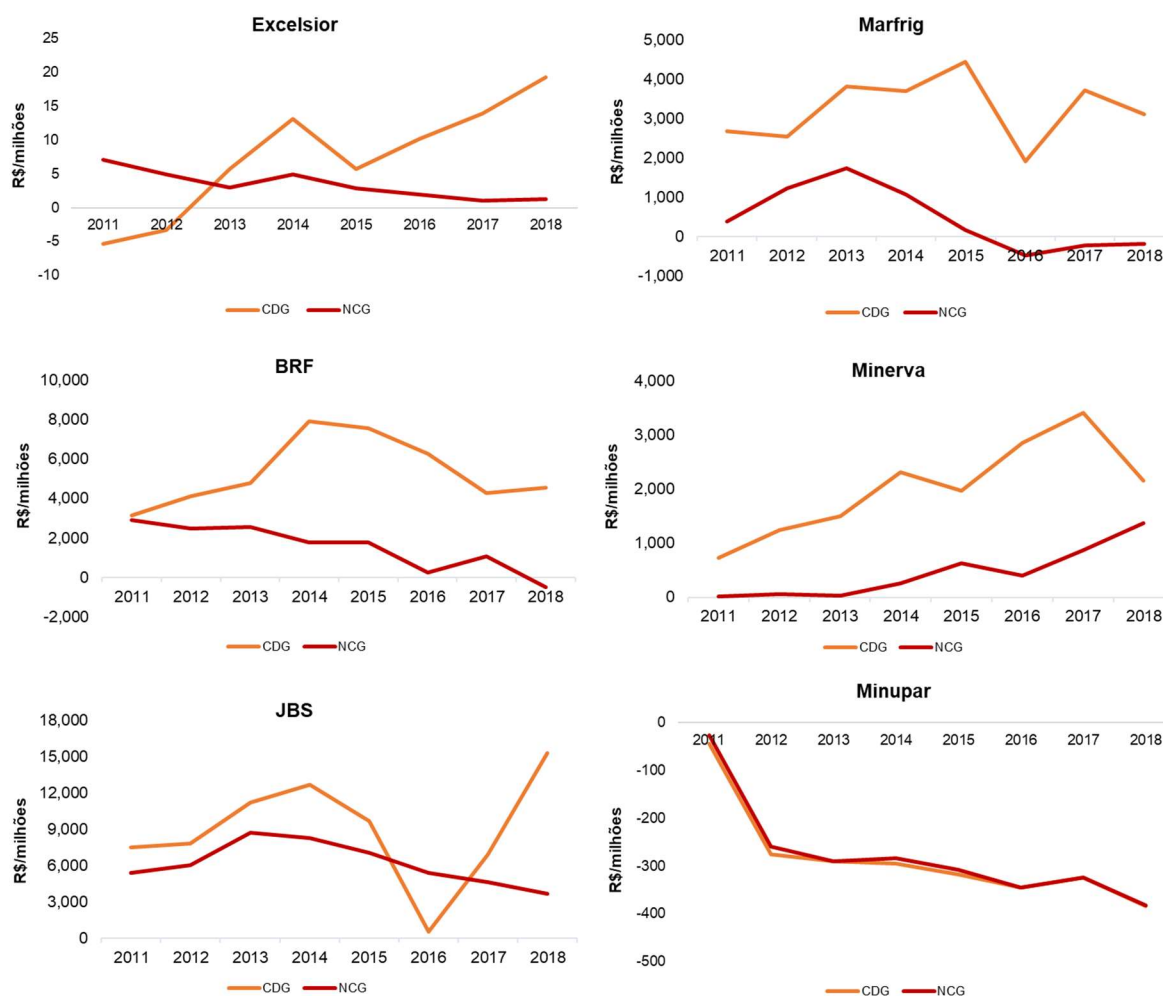 Excelsior
R$/milhões
25
20
15
10
5
0
-5
-10
2011 2012 2013 2014 2015 2016 2017 2018
CDG NCG
Marfrig
R$/milhões
5,000
4,000
3,000
2,000
1,000
0
-1,000
2011 2012 2013 2014 2015 2016 2017 2018
CDG NCG
BRF
R$/milhões
10,000
8,000
6,000
4,000
2,000
0
-2,000
2011 2012 2013 2014 2015 2016 2017 2018
CDG NCG
Minerva
R$/milhões
4,000
3,000
2,000
1,000
0
2011 2012 2013 2014 2015 2016 2017 2018
CDG NCG
JBS
R$/milhões
18,000
15,000
12,000
9,000
6,000
3,000
0
2011 2012 2013 2014 2015 2016 2017 2018
CDG NCG
Minupar
R$/milhões
0
-100
-200
-300
-400
-500
2011 2012 2013 2014 2015 2016 2017 2018
CDG NCG